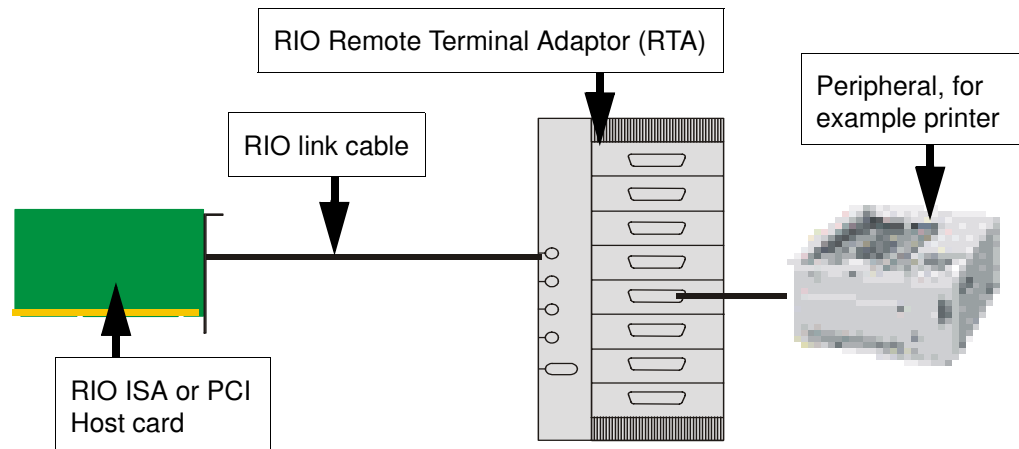 RIO Remote Terminal Adaptor (RTA)
Peripheral, for
example printer
RIO link cable
RIO ISA or PCI
Host card